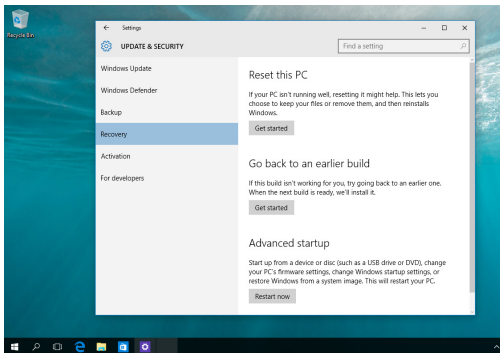 Recycle Bin
Settings
UPDATE & SECURITY
Find a setting
Windows Update
Windows Defender
Backup
Recovery
Activation
For developers
Reset this PC
If your PC isn't running well, resetting it might help. This lets you
choose to keep your files or remove them, and then reinstalls
Windows.
Get started
Go back to an earlier build
If this build isn't working for you, try going back to an earlier one.
When the next build is ready, we'll install it.
Get started
Advanced startup
Start up from a device or disc (such as a USB drive or DVD), change
your PC's firmware settings, change Windows startup settings, or
restore Windows from a system image. This will restart your PC.
Restart now